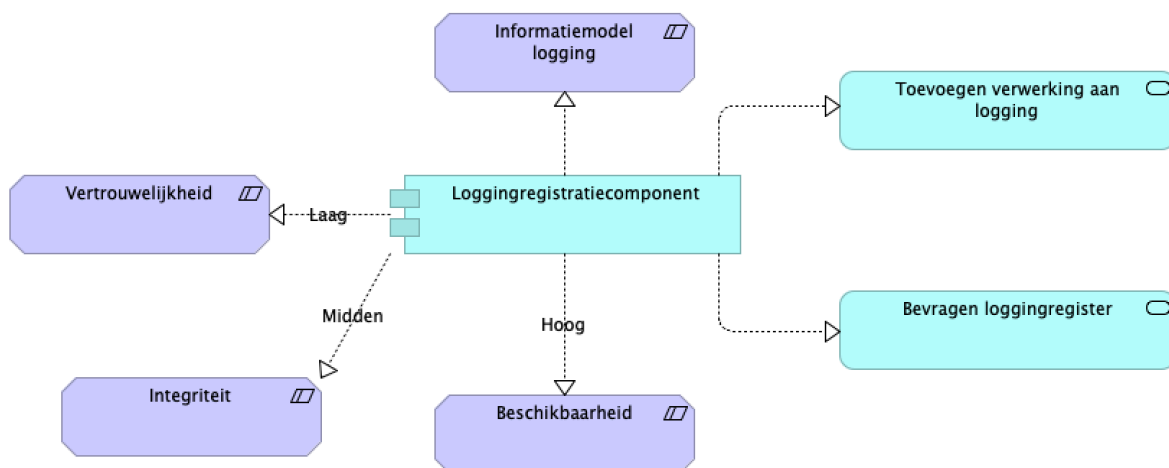 Informatiemodel
logging
Toevoegen verwerking aan
logging
Vertrouwelijkheid
Loggingregistratiecomponent
Laag
Midden
Hoog
Bevragen loggingregister
Integriteit
Beschikbaarheid